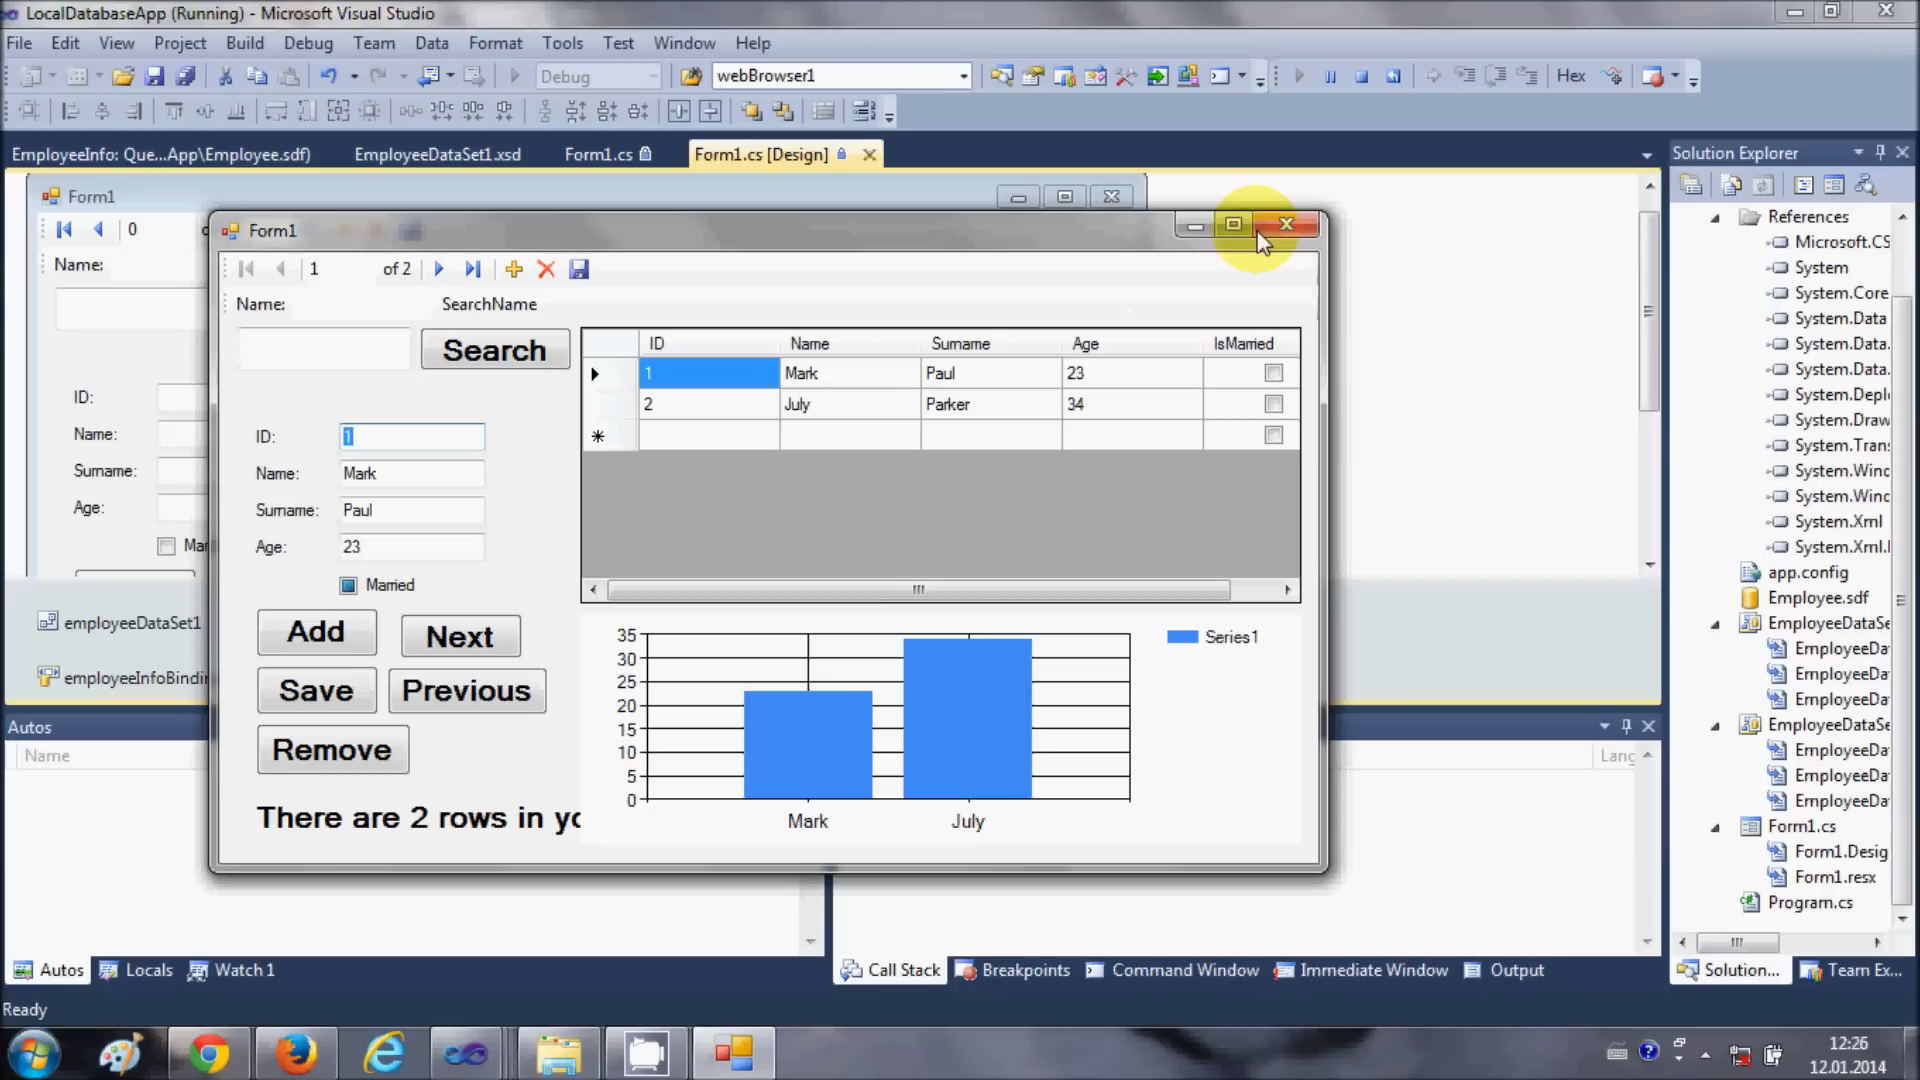 LocalDatabaseApp (Running) - Microsoft Visual Studio
File Edit View Project Build Debug Team Data Format Tools Test Window Help
Debug webBrowser1 Hex
EmployeeInfo: Que...App\Employee.sdf) EmployeeDataSet1.xsd Form1.cs Form1.cs [Design] Solution Explorer
Form1
0
Name:
ID:
Name:
Surname:
Age:
employeeDataSet1
Form1
1 of 2
Name: SearchName
Search
ID Name Surname Age IsMarried
1 Mark Paul 23
2 July Parker 34
ID: 1
Name: Mark
Surname: Paul
Age: 23
Married
Add Next
Save Previous
Remove
There are 2 rows in
35
30
25
20
15
10
5
0
Mark July
Series1
References
System
System.Core
System.Data
System.Data.
System.Data.
System.Xml
app.config
Employee.sdf
Form1.cs
Form1.resx
Program.cs
Autos
Name
Autos Locals Watch 1
Call Stack Breakpoints Command Window Immediate Window Output
Solution... Team Ex...
Ready
12:26
12.01.2014